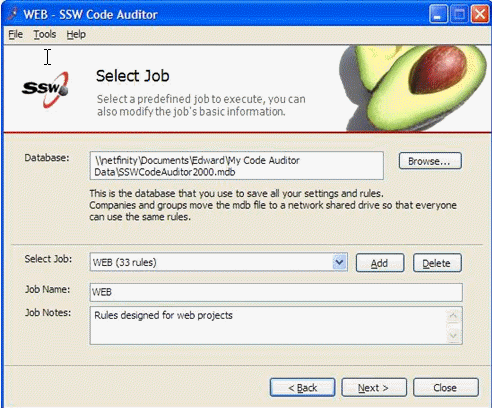 WEB - SSW Code Auditor
File Tools Help
SSW
Select Job
Select a predefined job to execute, you can
also modify the job's basic information.
Database:
\\netfinity\Documents\Edward\My Code Auditor
Data\SSWCodeAuditor2000.mdb
Browse...
This is the database that you use to save all your settings and rules.
Companies and groups move the mdb file to a network shared drive so that everyone
can use the same rules.
Select Job:
WEB (33 rules)
Add
Delete
Job Name:
WEB
Job Notes:
Rules designed for web projects
< Back
Next >
Close